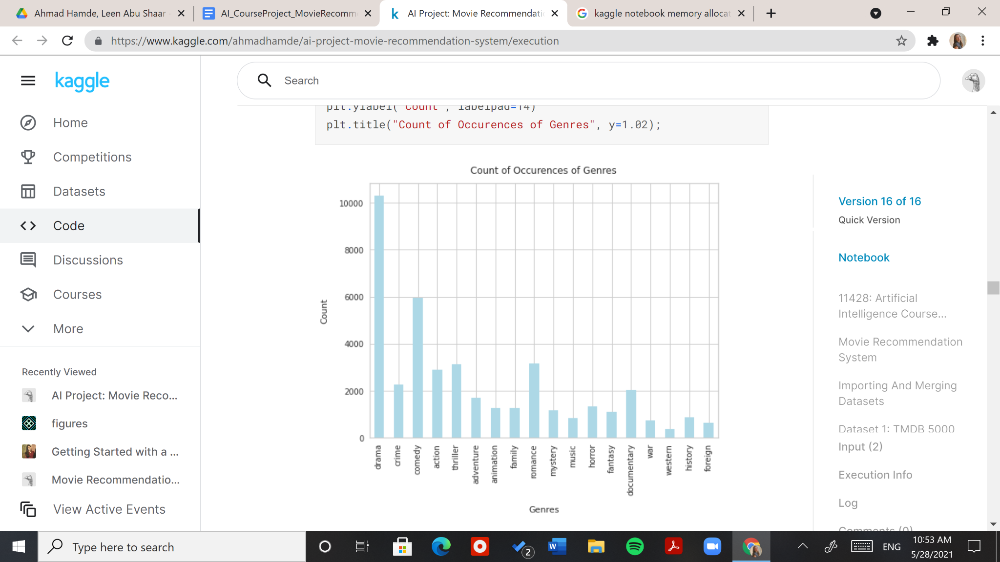 Ahmad Hamde, Leen Abu Shaar -
AI_CourseProject_MovieRecomm
AI Project: Movie Recommendatio
kaggle notebook memory allocat
https://www.kaggle.com/ahmadhamde/ai-project-movie-recommendation-system/execution
kaggle
Search
Home
Competitions
Datasets
Code
Discussions
Courses
More
Recently Viewed
AI Project: Movie Reco...
figures
Getting Started with a ...
Movie Recommendatio...
View Active Events
plt.ylabel("Count", labelpad=14)
plt.title("Count of Occurences of Genres", y=1.02);
Count of Occurences of Genres
10000
8000
6000
4000
2000
0
Count
drama
crime
comedy
action
thriller
adventure
animation
family
romance
mystery
music
horror
fantasy
documentary
war
western
history
foreign
Genres
Version 16 of 16
Quick Version
Notebook
11428: Artificial
Intelligence Course...
Movie Recommendation
System
Importing And Merging
Datasets
Dataset 1: TMDB 5000
Input (2)
Execution Info
Log
Comments (0)
Type here to search
2
W
ENG
10:53 AM
5/28/2021